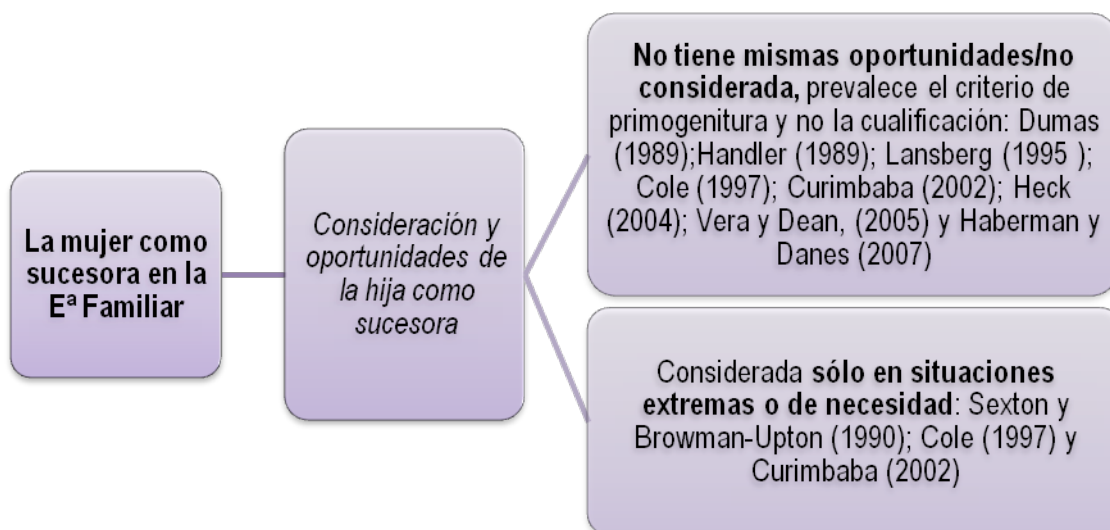 La mujer como
sucesora en la
Eª Familiar
Consideración y
oportunidades de
la hija como
sucesora
No tiene mismas oportunidades/no
considerada, prevalece el criterio de
primogenitura y no la cualificación: Dumas
(1989);Handler (1989); Lansberg (1995 );
Cole (1997); Curimbaba (2002); Heck
(2004); Vera y Dean, (2005) y Haberman y
Danes (2007)
Considerada sólo en situaciones
extremas o de necesidad: Sexton y
Browman-Upton (1990); Cole (1997) y
Curimbaba (2002)